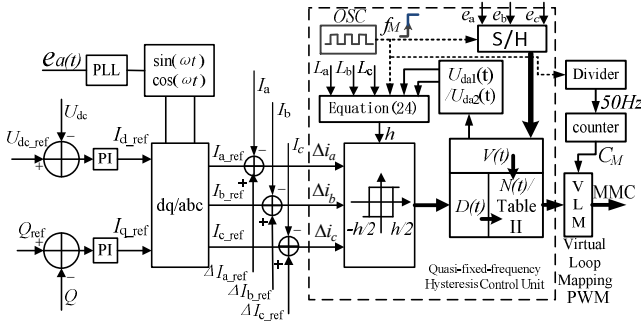 OSC
f_M
e_a e_b e_c
S/H
e_a(t)
PLL
sin(ωt)
cos(ωt)
I_a
I_b
I_c
L_a L_b L_c
Equation(24)
h
U_da1(t)
/U_da2(t)
Divider
50Hz
counter
C_M
U_dc
U_dc_ref
+
−
PI
I_d_ref
dq/abc
I_a_ref
I_b_ref
I_c_ref
−
−
−
+
+
+
Δi_a
Δi_b
Δi_c
-h/2 h/2
V(t)
D(t)
N(t)/
Table
II
VLM
MMC
Q_ref
+
−
Q
PI
I_q_ref
ΔI_a_ref
ΔI_b_ref
ΔI_c_ref
Quasi-fixed-frequency
Hysteresis Control Unit
Virtual
Loop
Mapping
PWM